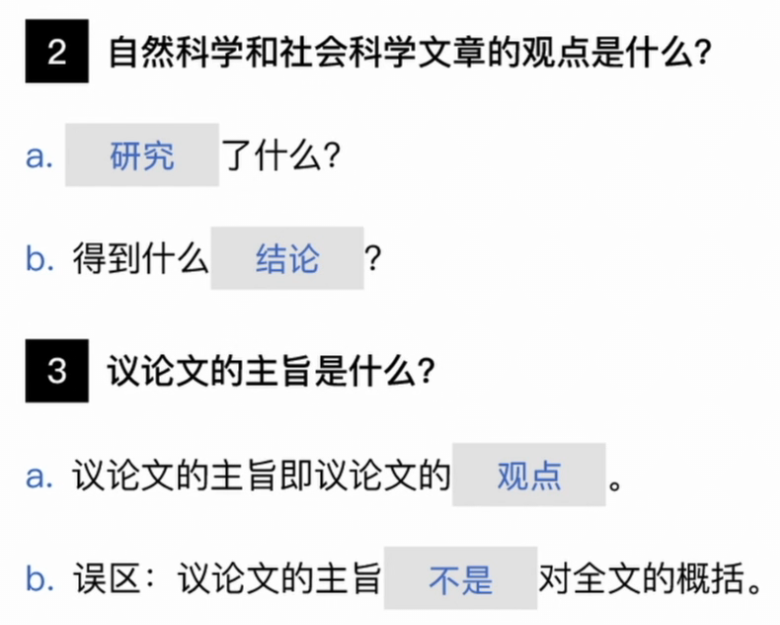 2 自然科学和社会科学文章的观点是什么?
a. 研究了什么?
b. 得到什么结论?
3 议论文的主旨是什么?
a. 议论文的主旨即议论文的观点。
b. 误区：议论文的主旨不是对全文的概括。